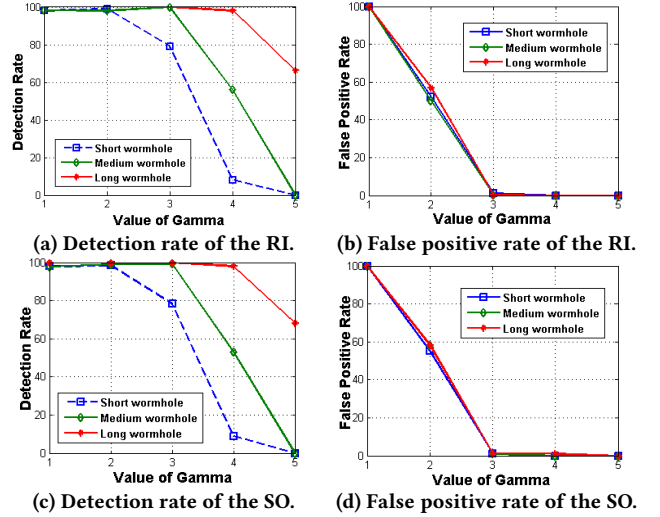 100
80
60
40
20
0
Detection Rate
Short wormhole
Medium wormhole
Long wormhole
1 2 3 4 5
Value of Gamma
(a) Detection rate of the RI.
100
80
60
40
20
0
False Positive Rate
Short wormhole
Medium wormhole
Long wormhole
1 2 3 4 5
Value of Gamma
(b) False positive rate of the RI.
100
80
60
40
20
0
Detection Rate
Short wormhole
Medium wormhole
Long wormhole
1 2 3 4 5
Value of Gamma
(c) Detection rate of the SO.
100
80
60
40
20
0
False Positive Rate
Short wormhole
Medium wormhole
Long wormhole
1 2 3 4 5
Value of Gamma
(d) False positive rate of the SO.